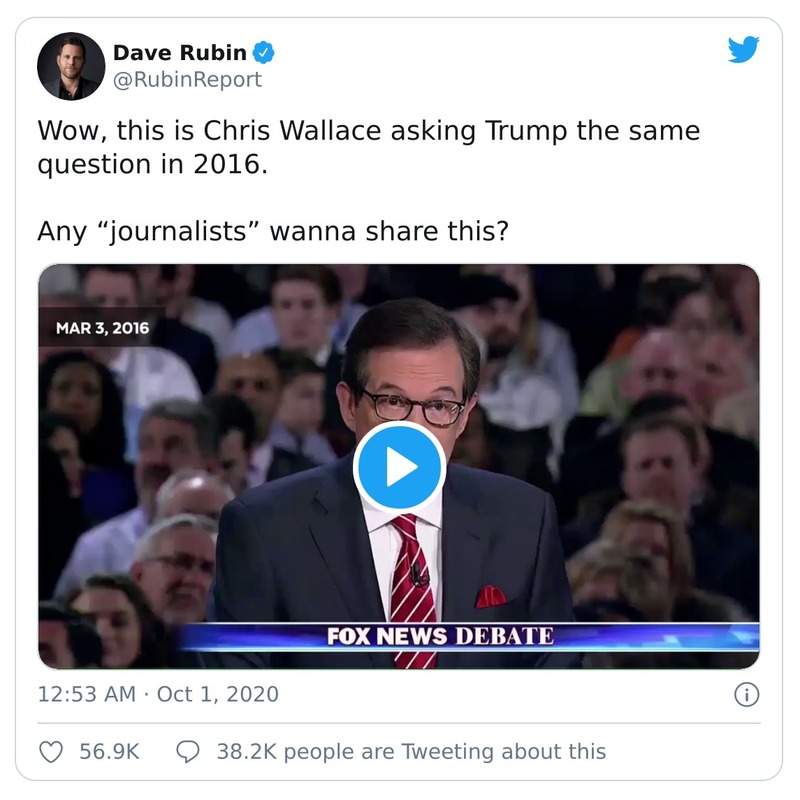 Dave Rubin
@RubinReport
Wow, this is Chris Wallace asking Trump the same
question in 2016.
Any “journalists” wanna share this?
MAR 3, 2016
FOX NEWS DEBATE
12:53 AM · Oct 1, 2020
56.9K 38.2K people are Tweeting about this